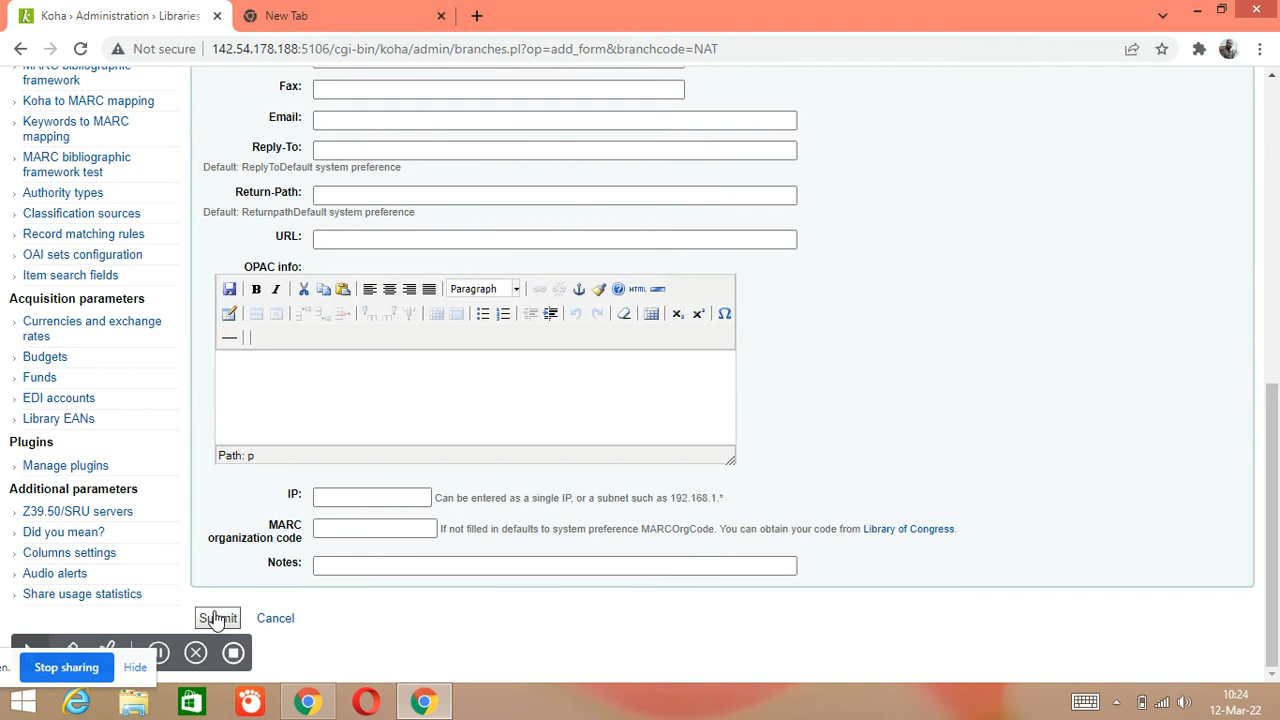 Koha › Administration › Libraries
New Tab
Not secure
142.54.178.188:5106/cgi-bin/koha/admin/branches.pl?op=add_form&branchcode=NAT
MARC bibliographic
framework
Koha to MARC mapping
Keywords to MARC
mapping
MARC bibliographic
framework test
Authority types
Classification sources
Record matching rules
OAI sets configuration
Item search fields
Acquisition parameters
Currencies and exchange
rates
Budgets
Funds
EDI accounts
Library EANs
Plugins
Manage plugins
Additional parameters
Z39.50/SRU servers
Did you mean?
Columns settings
Audio alerts
Share usage statistics
Fax:
Email:
Reply-To:
Default: ReplyToDefault system preference
Return-Path:
Default: ReturnpathDefault system preference
URL:
OPAC info:
Paragraph
HTML
Path: p
IP:
Can be entered as a single IP, or a subnet such as 192.168.1.*
MARC
organization code
If not filled in defaults to system preference MARCOrgCode. You can obtain your code from Library of Congress.
Notes:
Submit
Cancel
en.
Stop sharing
Hide
10:24
12-Mar-22